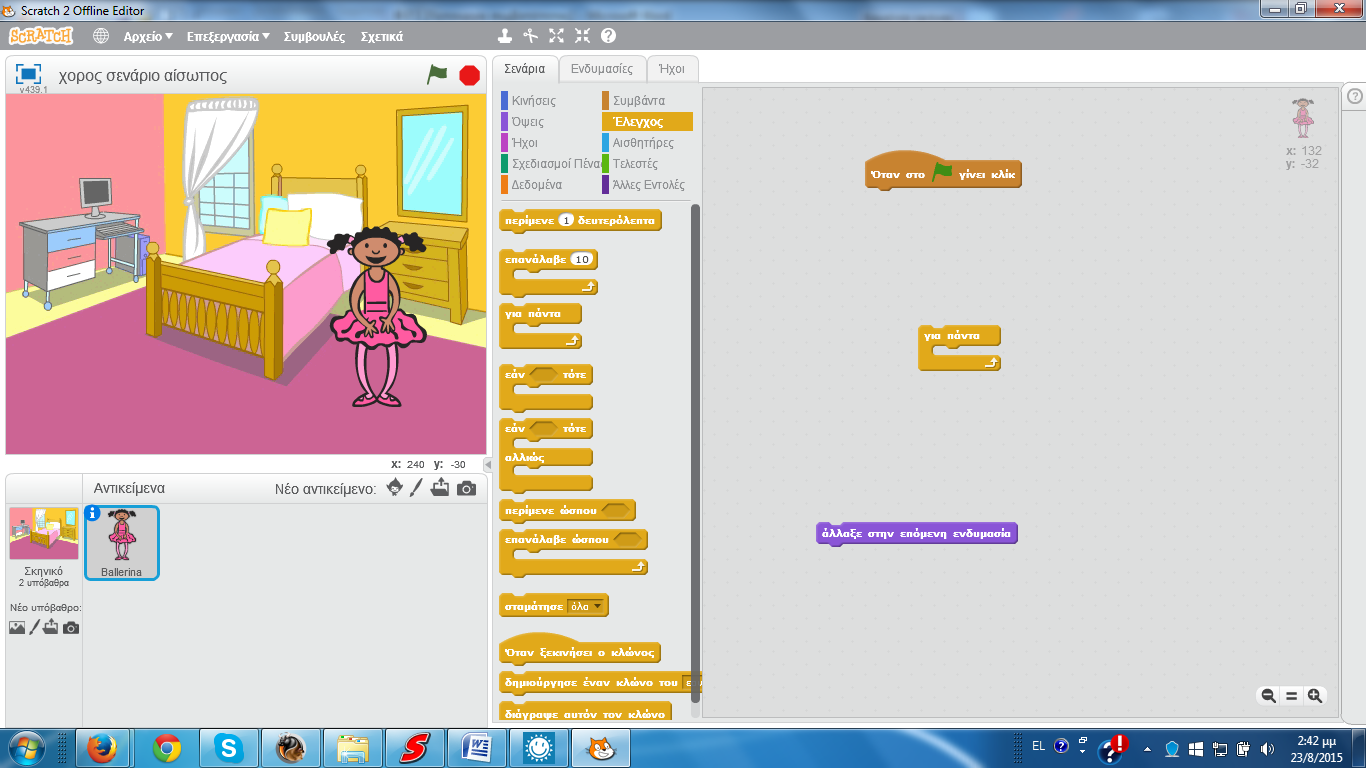 Scratch 2 Offline Editor
SCRATCH Αρχείο Επεξεργασία Συμβουλές Σχετικά
v439.1
χορος σενάριο αίσωπος
Σενάρια Ενδυμασίες Ήχοι
Κινήσεις Συμβάντα
Όψεις Έλεγχος
Ήχοι Αισθητήρες
Σχεδιασμοί Πένας Τελεστές
Δεδομένα Άλλες Εντολές
περίμενε 1 δευτερόλεπτα
επανάλαβε 10
για πάντα
εάν τότε
εάν τότε
αλλιώς
περίμενε ώσπου
επανάλαβε ώσπου
σταμάτησε όλα
Όταν ξεκινήσει ο κλώνος
δημιούργησε έναν κλώνο του
διάγραψε αυτόν τον κλώνο
Όταν στο γίνει κλίκ
για πάντα
άλλαξε στην επόμενη ενδυμασία
x: 132
y: -32
x: 240 y: -30
Αντικείμενα Νέο αντικείμενο:
Σκηνικό
2 υπόβαθρα
Νέο υπόβαθρο:
Ballerina
EL
2:42 μμ
23/8/2015